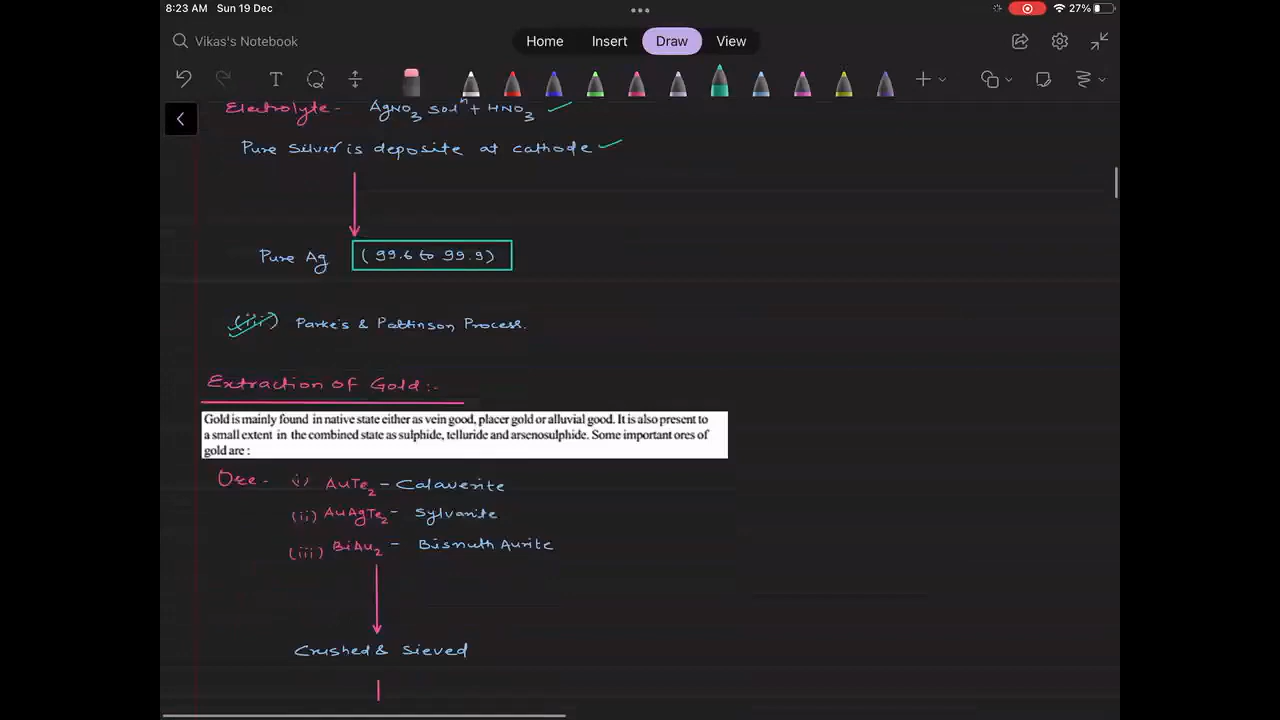 8:23 AM Sun 19 Dec
27%
Vikas's Notebook
Home Insert Draw View
Electrolyte - AgNO3 solⁿ + HNO3
Pure Silver is deposite at cathode
Pure Ag (99.6 to 99.9)
(iii) Parke's & Pattinson Process.
Extraction of Gold :-
Gold is mainly found in native state either as vein good, placer gold or alluvial good. It is also present to
a small extent in the combined state as sulphide, telluride and arsenosulphide. Some important ores of
gold are :
Ore - (i) AuTe2 - Calaverite
(ii) AuAgTe2 - Sylvanite
(iii) BiAu2 - Bismuth Aurite
Crushed & Sieved